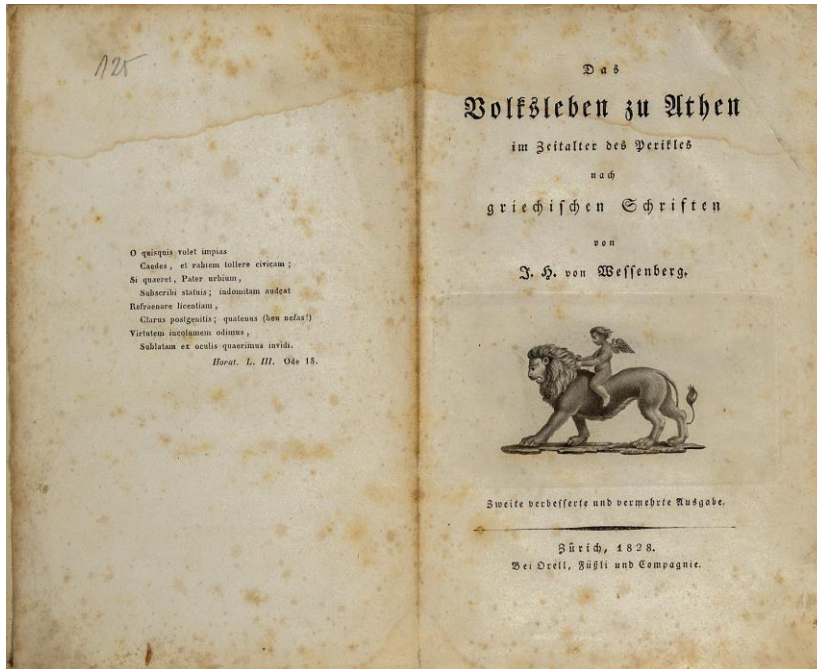 125
O quisquis volet impias
Caedes, et rabiem tollere civicam;
Si quaeret, Pater urbium,
Subscribi statuis; indomitam audeat
Refraenare licentiam,
Clarus postgenitis; quatenus (heu nefas!)
Virtutem incolumem odimus,
Sublatam ex oculis quaerimus invidi.
Horat. L. III. Ode 18.
Das
Volksleben zu Athen
im Zeitalter des Perikles
nach
griechischen Schriften
von
J. H. von Wessenberg.
Zweite verbesserte und vermehrte Ausgabe.
Zürich, 1828.
Bei Orell, Füßli und Compagnie.